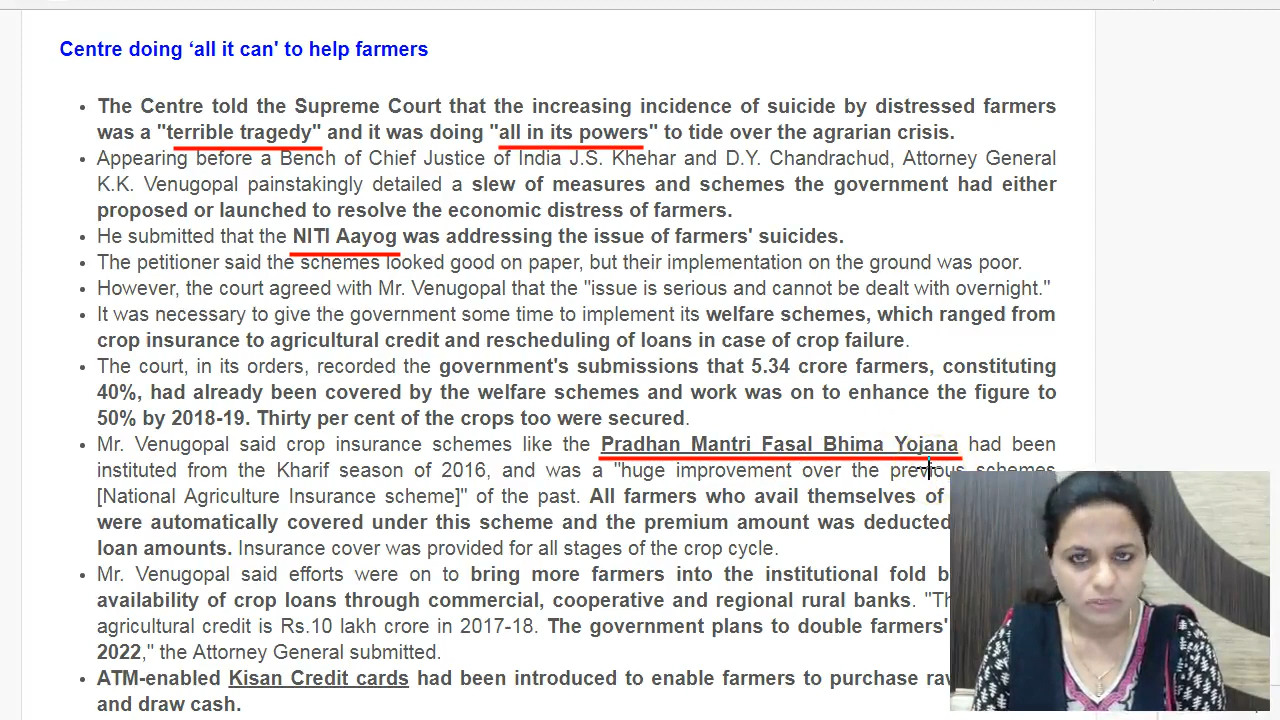 Centre doing ‘all it can' to help farmers
• The Centre told the Supreme Court that the increasing incidence of suicide by distressed farmers
was a "terrible tragedy" and it was doing "all in its powers" to tide over the agrarian crisis.
• Appearing before a Bench of Chief Justice of India J.S. Khehar and D.Y. Chandrachud, Attorney General
K.K. Venugopal painstakingly detailed a slew of measures and schemes the government had either
proposed or launched to resolve the economic distress of farmers.
• He submitted that the NITI Aayog was addressing the issue of farmers' suicides.
• The petitioner said the schemes looked good on paper, but their implementation on the ground was poor.
• However, the court agreed with Mr. Venugopal that the "issue is serious and cannot be dealt with overnight."
• It was necessary to give the government some time to implement its welfare schemes, which ranged from
crop insurance to agricultural credit and rescheduling of loans in case of crop failure.
• The court, in its orders, recorded the government's submissions that 5.34 crore farmers, constituting
40%, had already been covered by the welfare schemes and work was on to enhance the figure to
50% by 2018-19. Thirty per cent of the crops too were secured.
• Mr. Venugopal said crop insurance schemes like the Pradhan Mantri Fasal Bhima Yojana had been
instituted from the Kharif season of 2016, and was a "huge improvement over the previous schemes
[National Agriculture Insurance scheme]" of the past. All farmers who avail themselves of
were automatically covered under this scheme and the premium amount was deducted
loan amounts. Insurance cover was provided for all stages of the crop cycle.
• Mr. Venugopal said efforts were on to bring more farmers into the institutional fold
availability of crop loans through commercial, cooperative and regional rural banks.
agricultural credit is Rs.10 lakh crore in 2017-18. The government plans to double farmers'
2022," the Attorney General submitted.
• ATM-enabled Kisan Credit cards had been introduced to enable farmers to purchase
and draw cash.